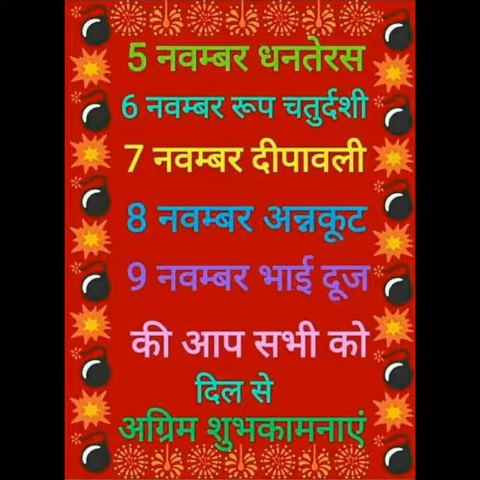 5 नवम्बर धनतेरस
6 नवम्बर रूप चतुर्दशी
7 नवम्बर दीपावली
8 नवम्बर अन्नकूट
9 नवम्बर भाई दूज
की आप सभी को
दिल से
अग्रिम शुभकामनाएं